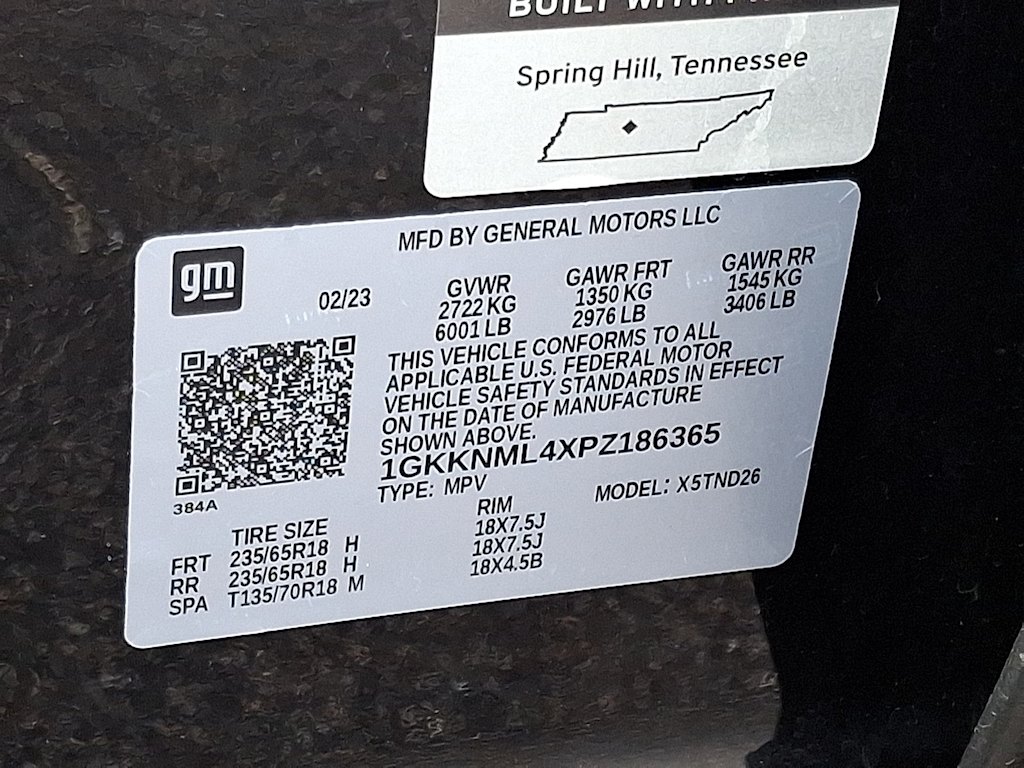 BUILT WITH
Spring Hill, Tennessee
MFD BY GENERAL MOTORS LLC
gm
02/23
GVWR GAWR FRT GAWR RR
2722 KG 1350 KG 1545 KG
6001 LB 2976 LB 3406 LB
THIS VEHICLE CONFORMS TO ALL
APPLICABLE U.S. FEDERAL MOTOR
VEHICLE SAFETY STANDARDS IN EFFECT
ON THE DATE OF MANUFACTURE
SHOWN ABOVE.
1GKKNML4XPZ186365
TYPE: MPV MODEL: X5TND26
384A
TIRE SIZE RIM
FRT 235/65R18 H 18X7.5J
RR 235/65R18 H 18X7.5J
SPA T135/70R18 M 18X4.5B